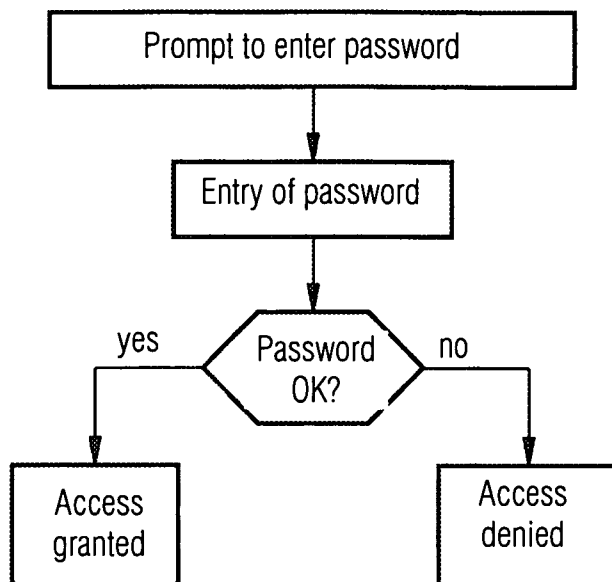 Prompt to enter password
Entry of password
yes
Password
OK?
no
Access
granted
Access
denied